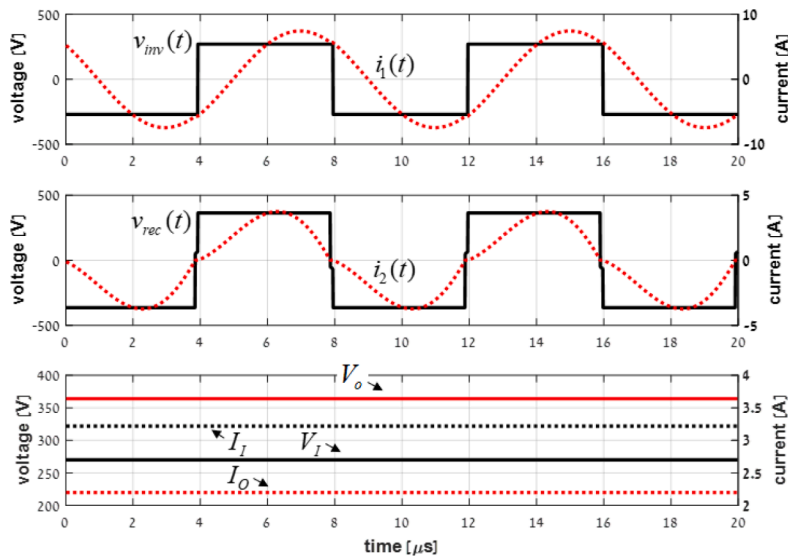 500
10
v_inv(t)
i_1(t)
voltage [V]
0
0
current [A]
-500
-10
0 2 4 6 8 10 12 14 16 18 20
500
5
v_rec(t)
i_2(t)
voltage [V]
0
0
current [A]
-500
-5
0 2 4 6 8 10 12 14 16 18 20
400
4
V_o
350
3.5
voltage [V]
300
3
current [A]
I_I
V_I
250
2.5
I_O
200
2
0 2 4 6 8 10 12 14 16 18 20
time [μs]